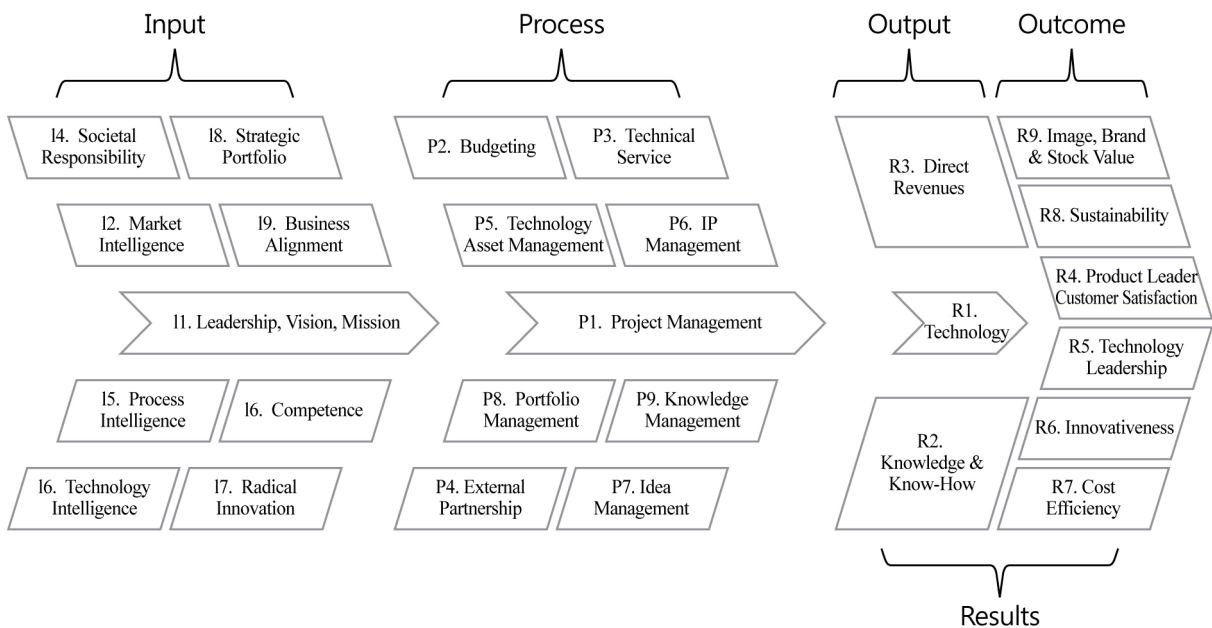 Input
Process
Output
Outcome
I4. Societal
Responsibility
I8. Strategic
Portfolio
I2. Market
Intelligence
I9. Business
Alignment
I1. Leadership, Vision, Mission
I5. Process
Intelligence
I6. Competence
I6. Technology
Intelligence
I7. Radical
Innovation
P2. Budgeting
P3. Technical
Service
P5. Technology
Asset Management
P6. IP
Management
P1. Project Management
P8. Portfolio
Management
P9. Knowledge
Management
P4. External
Partnership
P7. Idea
Management
R3. Direct
Revenues
R1.
Technology
R2.
Knowledge &
Know-How
R9. Image, Brand
& Stock Value
R8. Sustainability
R4. Product Leader
Customer Satisfaction
R5. Technology
Leadership
R6. Innovativeness
R7. Cost
Efficiency
Results